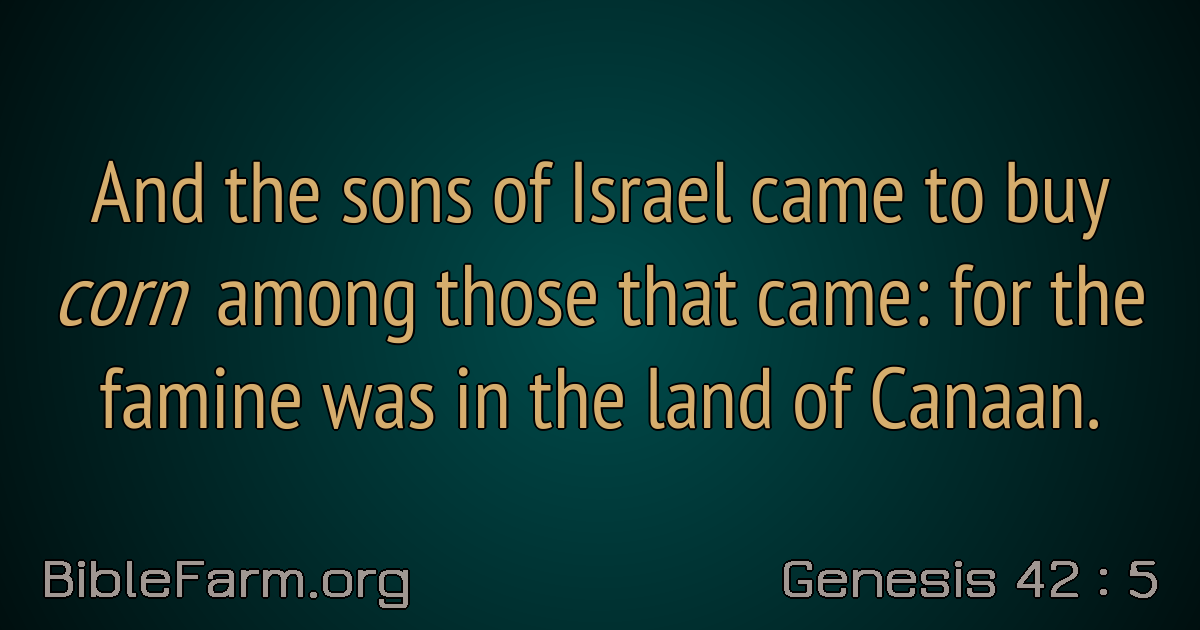 And the sons of Israel came to buy
corn among those that came: for the
famine was in the land of Canaan.
BibleFarm.org
Genesis 42 : 5